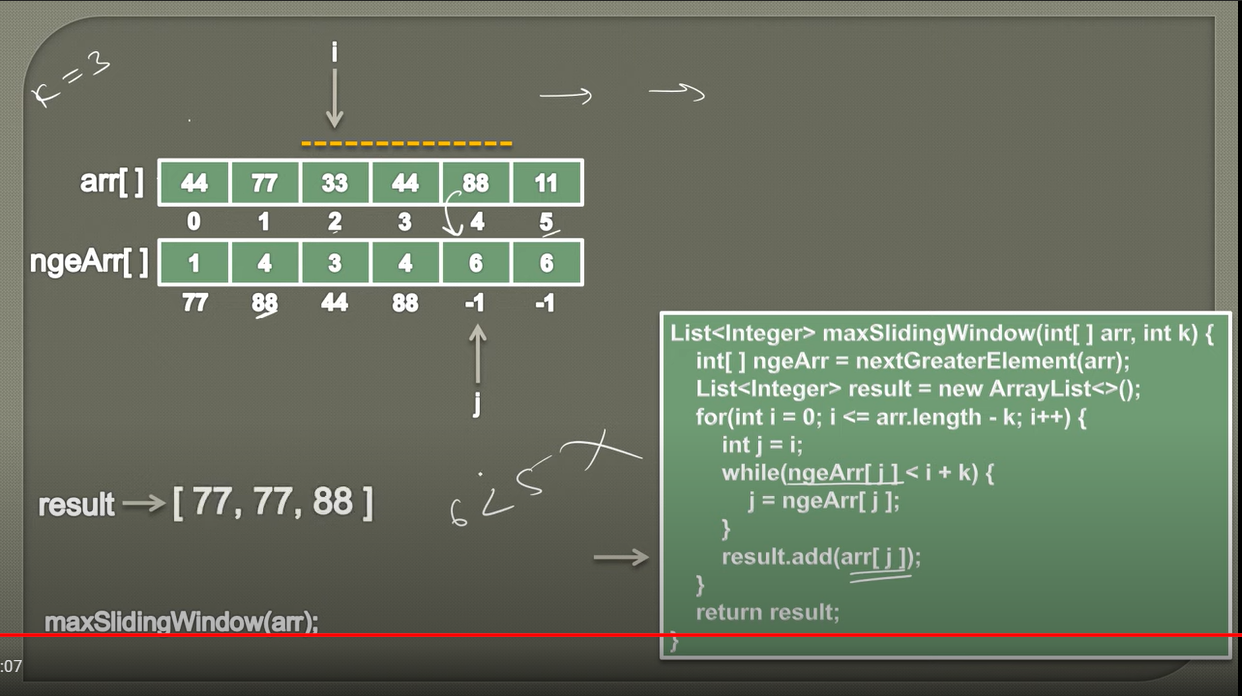 i
k = 3
arr[ ] 44 77 33 44 88 11
0 1 2 3 4 5
ngeArr[ ] 1 4 3 4 6 6
77 88 44 88 -1 -1
j
List<Integer> maxSlidingWindow(int[ ] arr, int k) {
int[ ] ngeArr = nextGreaterElement(arr);
List<Integer> result = new ArrayList<>();
for(int i = 0; i <= arr.length - k; i++) {
int j = i;
while(ngeArr[ j ] < i + k) {
j = ngeArr[ j ];
}
result.add(arr[ j ]);
}
return result;
}
6 < 5
result → [ 77, 77, 88 ]
maxSlidingWindow(arr);
:07